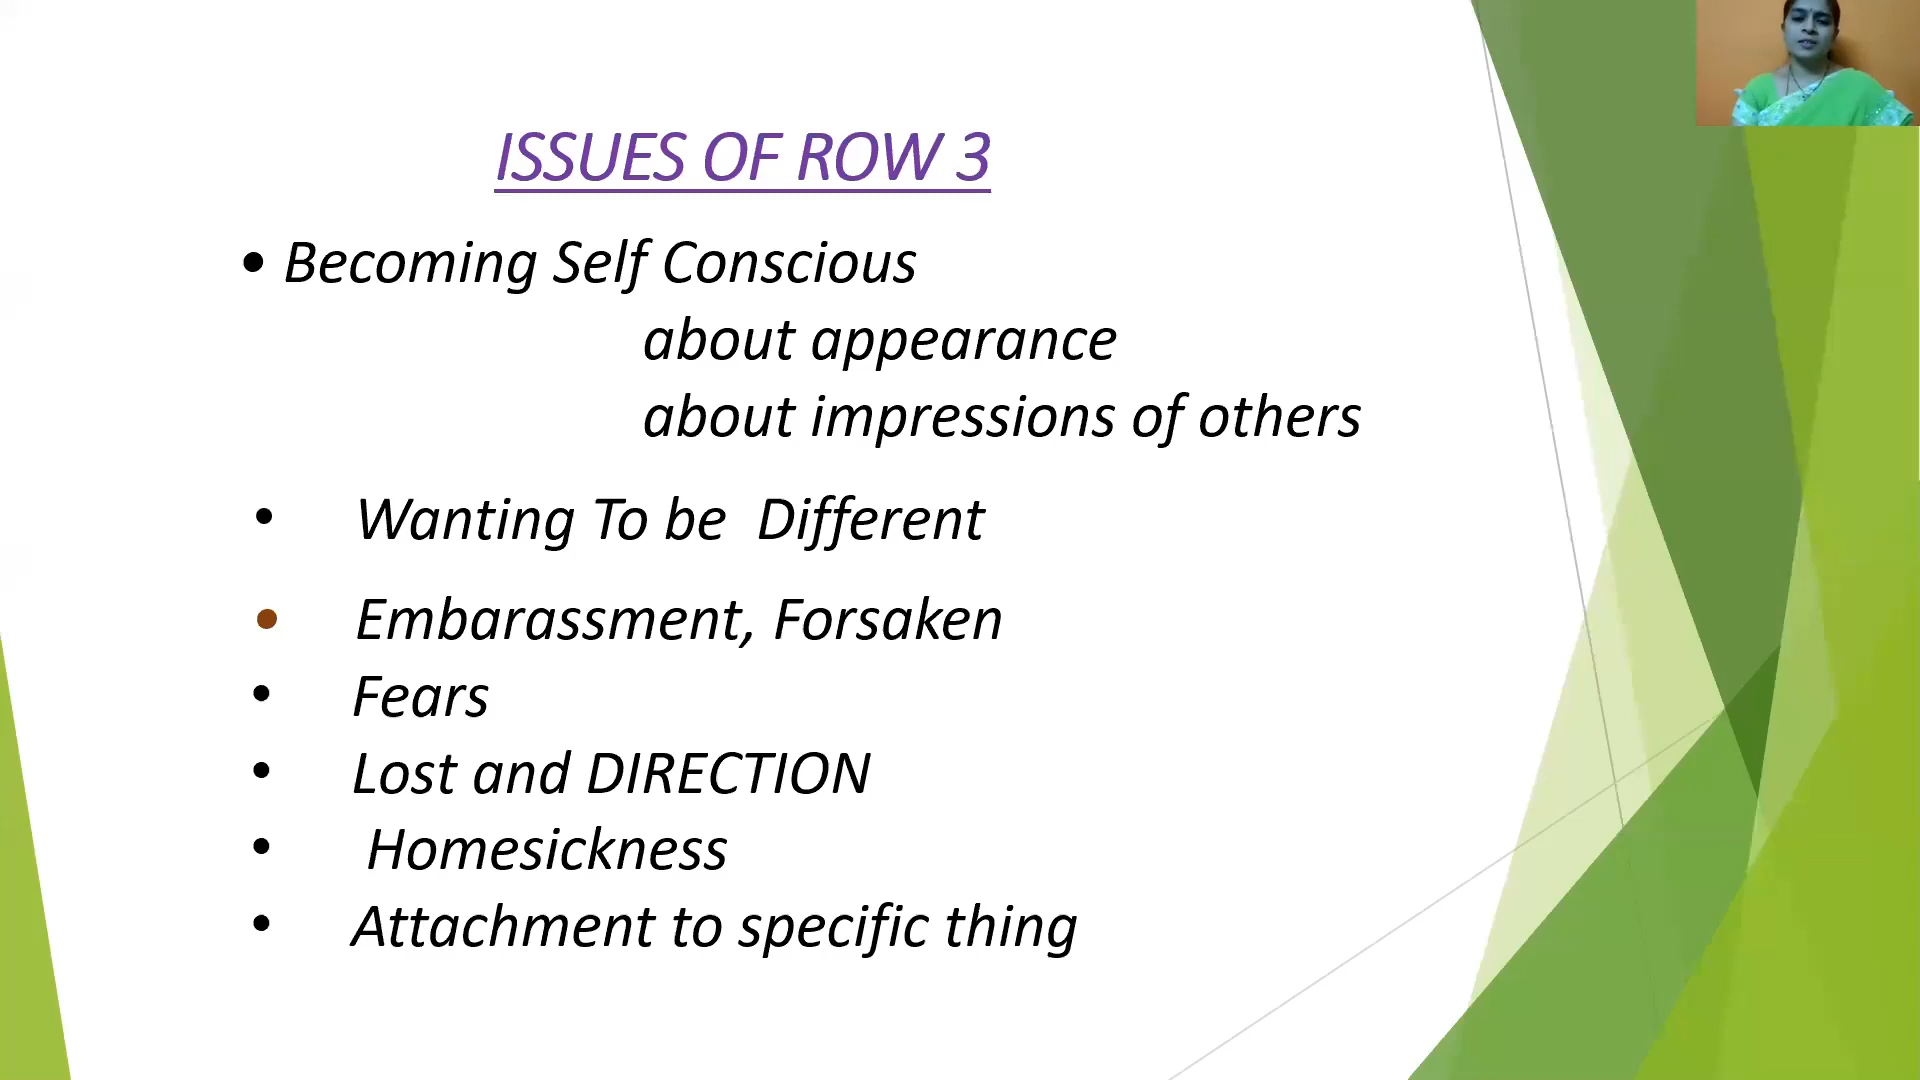 ISSUES OF ROW 3
• Becoming Self Conscious
about appearance
about impressions of others
• Wanting To be Different
• Embarassment, Forsaken
• Fears
• Lost and DIRECTION
• Homesickness
• Attachment to specific thing